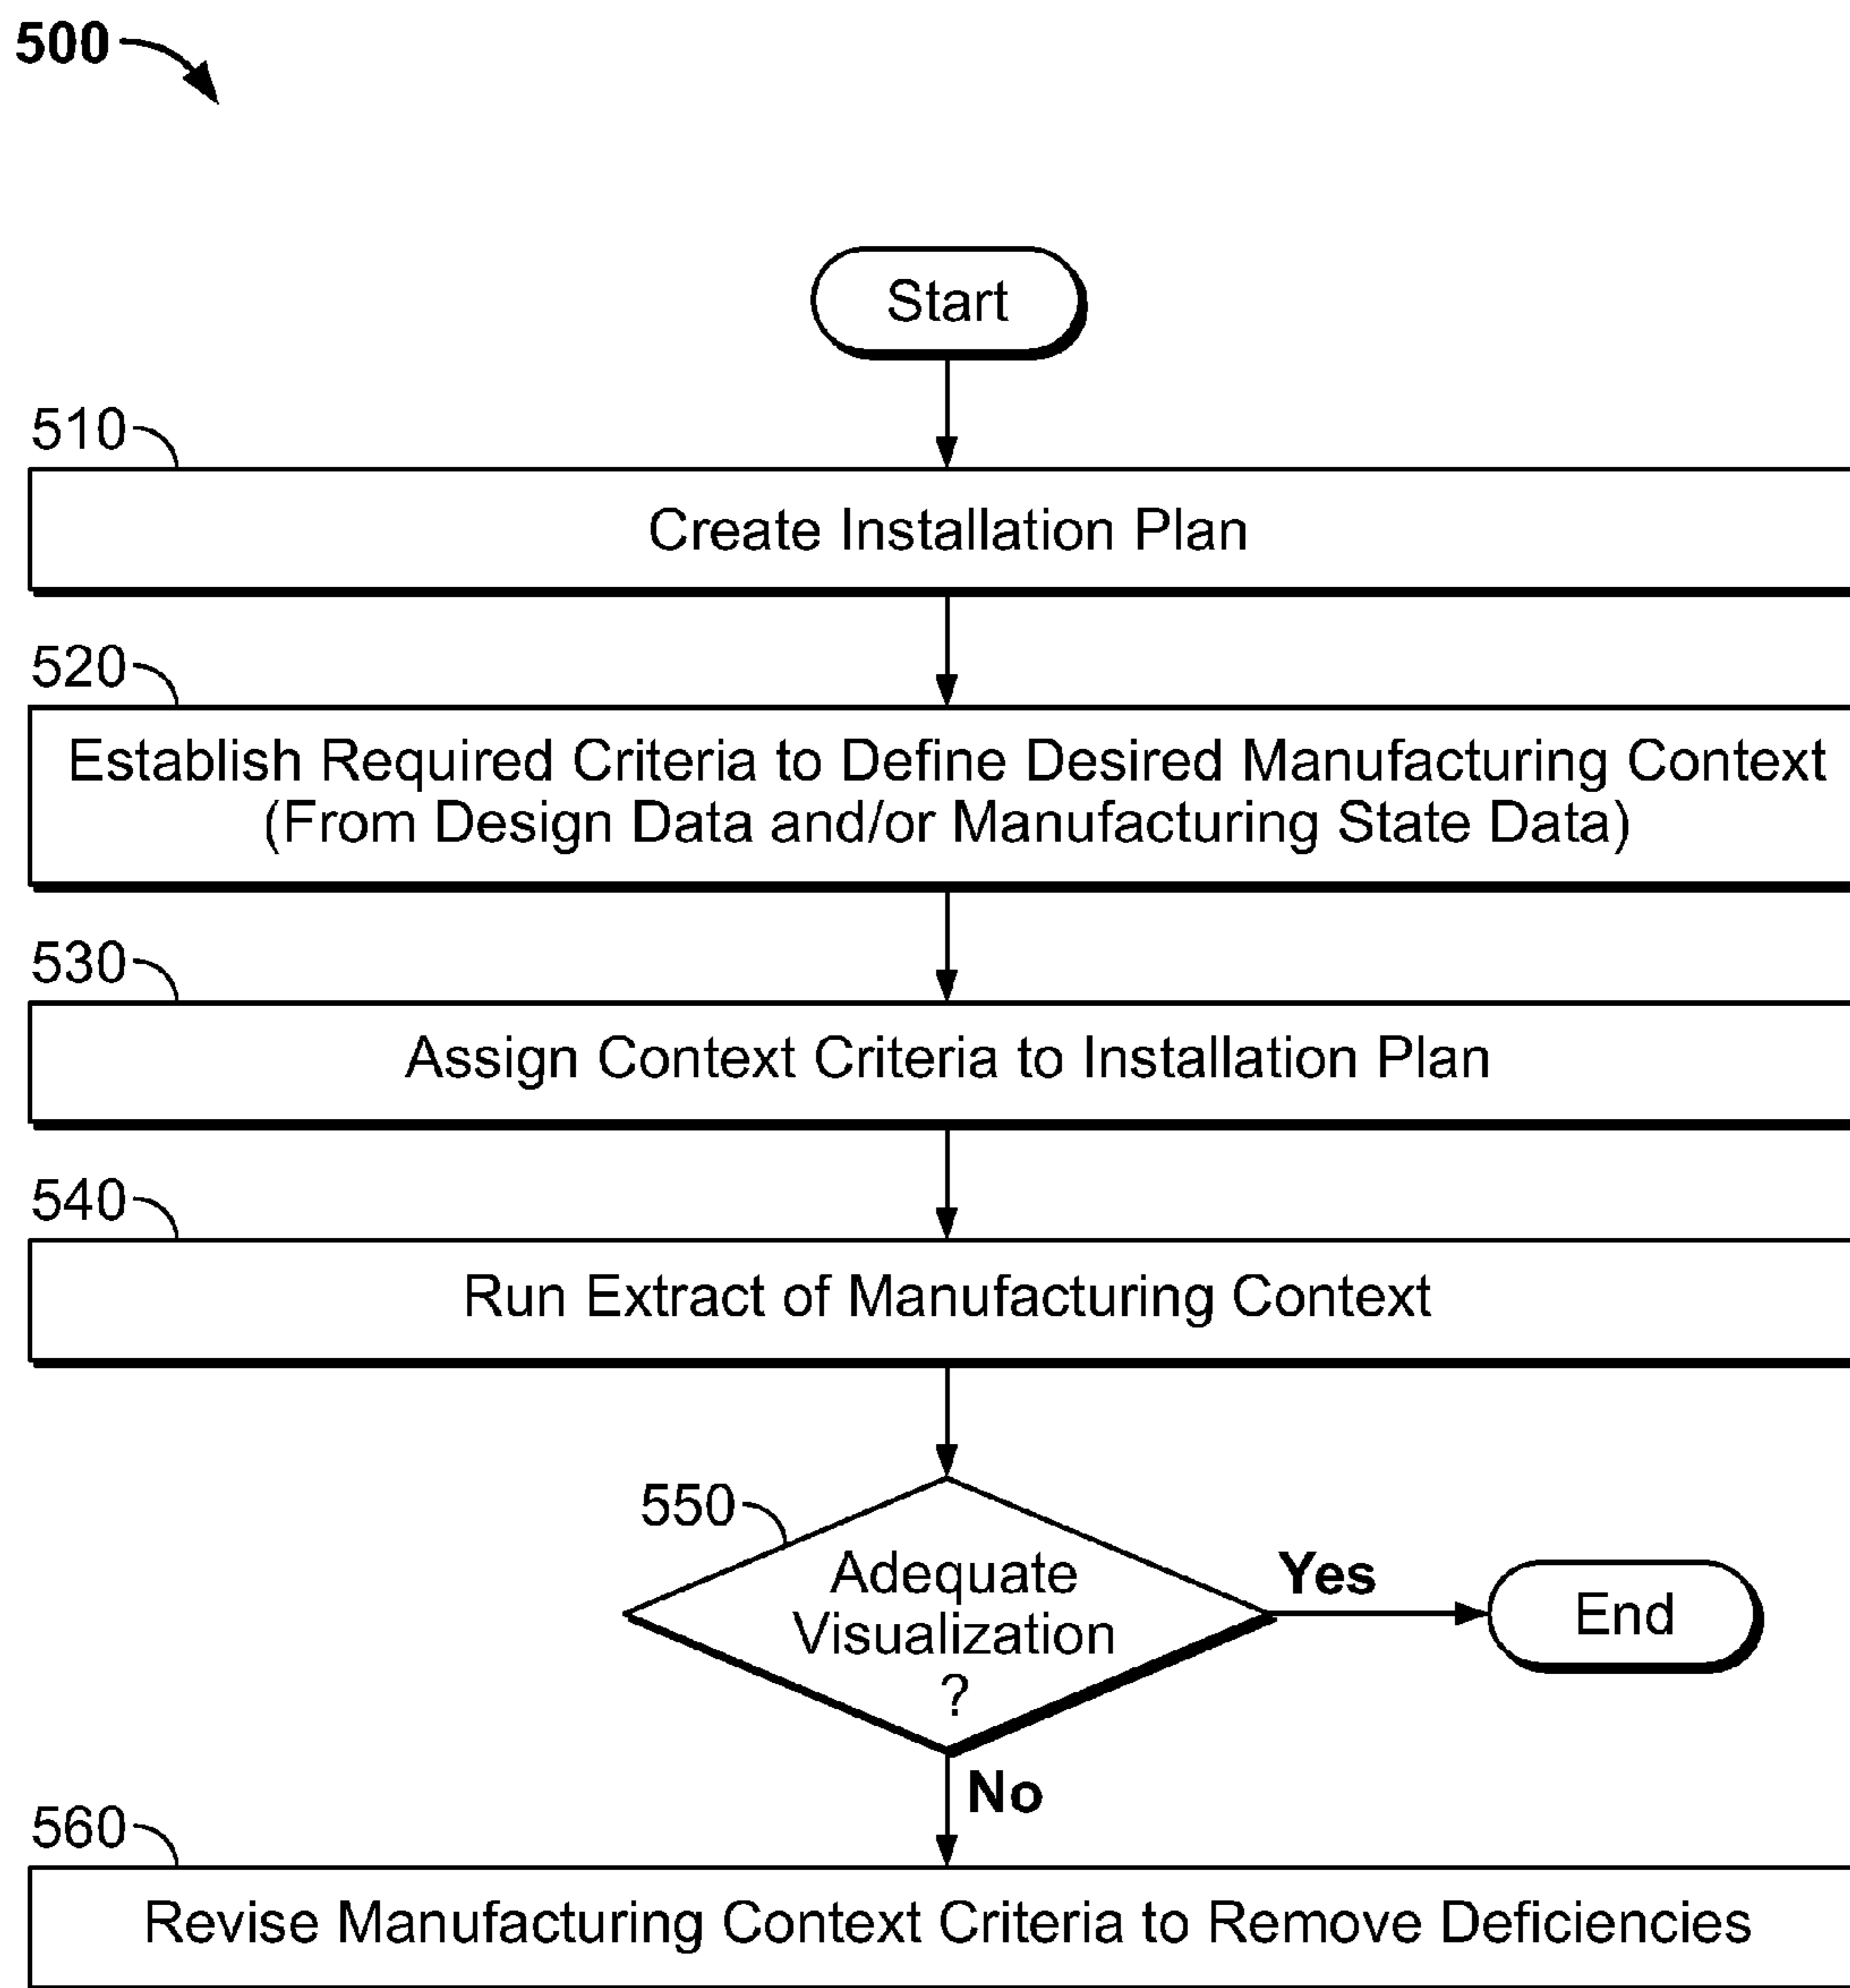 500
Start
510
Create Installation Plan
520
Establish Required Criteria to Define Desired Manufacturing Context
(From Design Data and/or Manufacturing State Data)
530
Assign Context Criteria to Installation Plan
540
Run Extract of Manufacturing Context
550
Adequate
Visualization
?
Yes
End
No
560
Revise Manufacturing Context Criteria to Remove Deficiencies